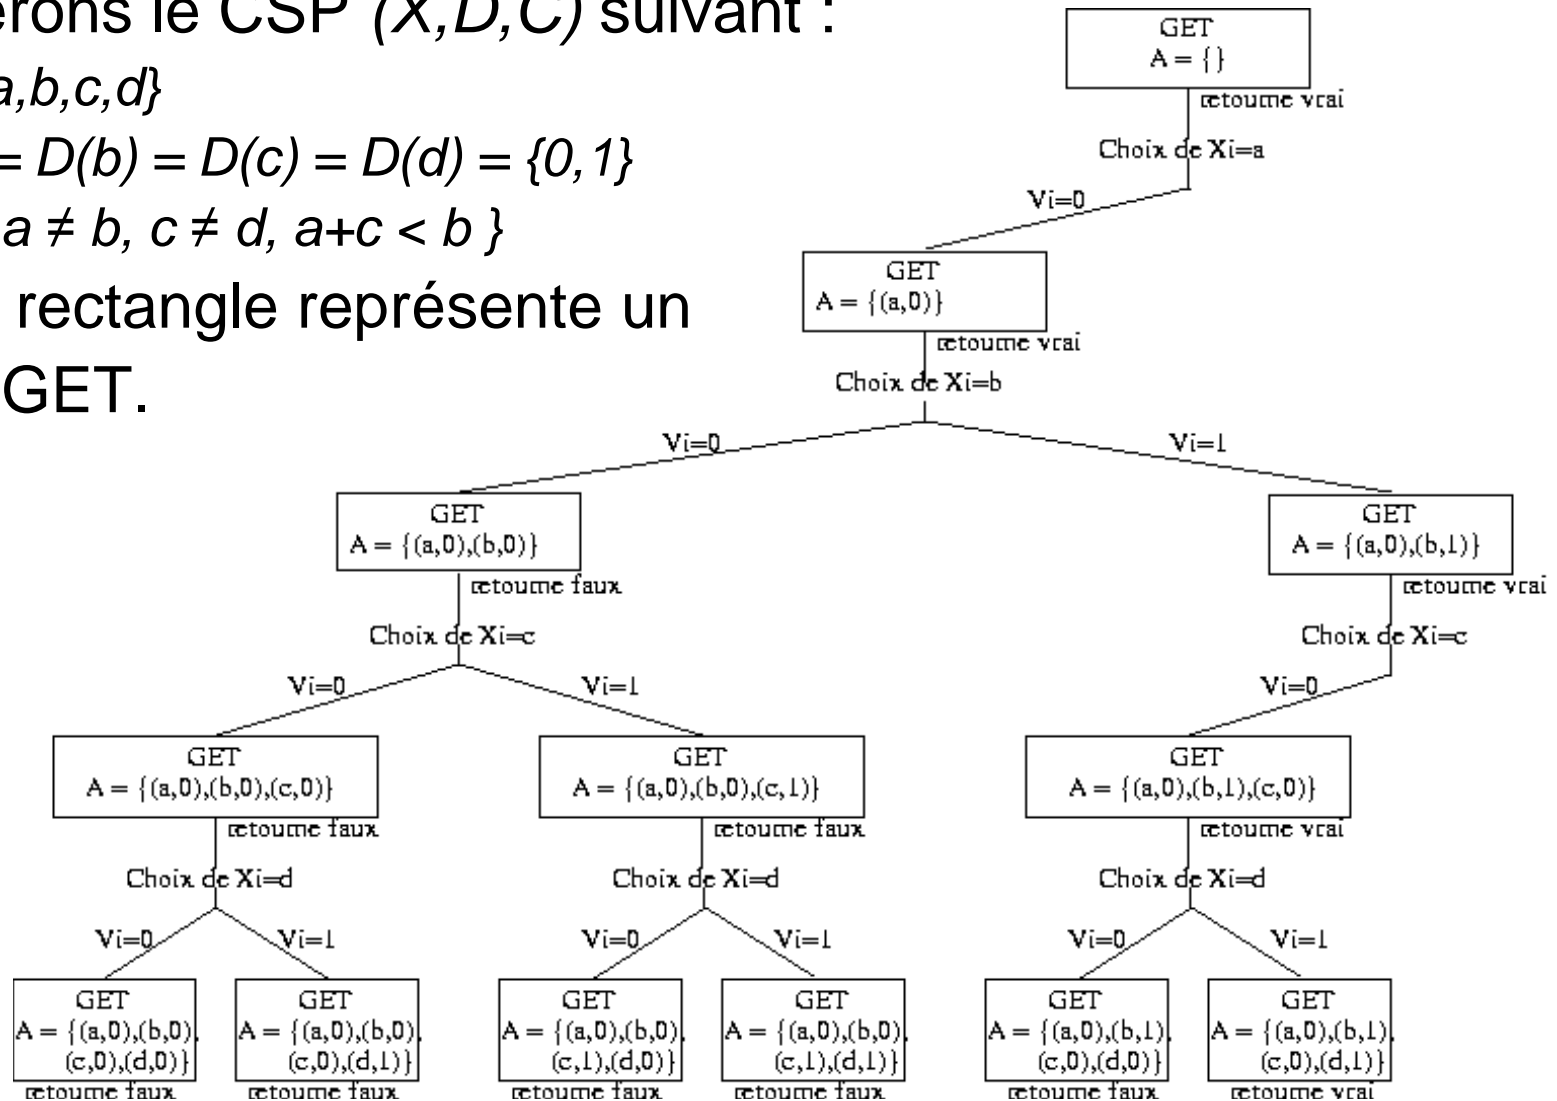 érons le CSP (X,D,C) suivant :
a,b,c,d}
= D(b) = D(c) = D(d) = {0,1}
a ≠ b, c ≠ d, a+c < b }
rectangle représente un
GET.
GET
A = {}
retourne vrai
Choix de Xi=a
Vi=0
GET
A = {(a,0)}
retourne vrai
Choix de Xi=b
Vi=0
Vi=1
GET
A = {(a,0),(b,0)}
retourne faux
GET
A = {(a,0),(b,1)}
retourne vrai
Choix de Xi=c
Choix de Xi=c
Vi=0
Vi=1
Vi=0
GET
A = {(a,0),(b,0),(c,0)}
retourne faux
GET
A = {(a,0),(b,0),(c,1)}
retourne faux
GET
A = {(a,0),(b,1),(c,0)}
retourne vrai
Choix de Xi=d
Choix de Xi=d
Choix de Xi=d
Vi=0
Vi=1
Vi=0
Vi=1
Vi=0
Vi=1
GET
A = {(a,0),(b,0),
(c,0),(d,0)}
retourne faux
GET
A = {(a,0),(b,0),
(c,0),(d,1)}
retourne faux
GET
A = {(a,0),(b,0),
(c,1),(d,0)}
retourne faux
GET
A = {(a,0),(b,0),
(c,1),(d,1)}
retourne faux
GET
A = {(a,0),(b,1),
(c,0),(d,0)}
retourne faux
GET
A = {(a,0),(b,1),
(c,0),(d,1)}
retourne vrai